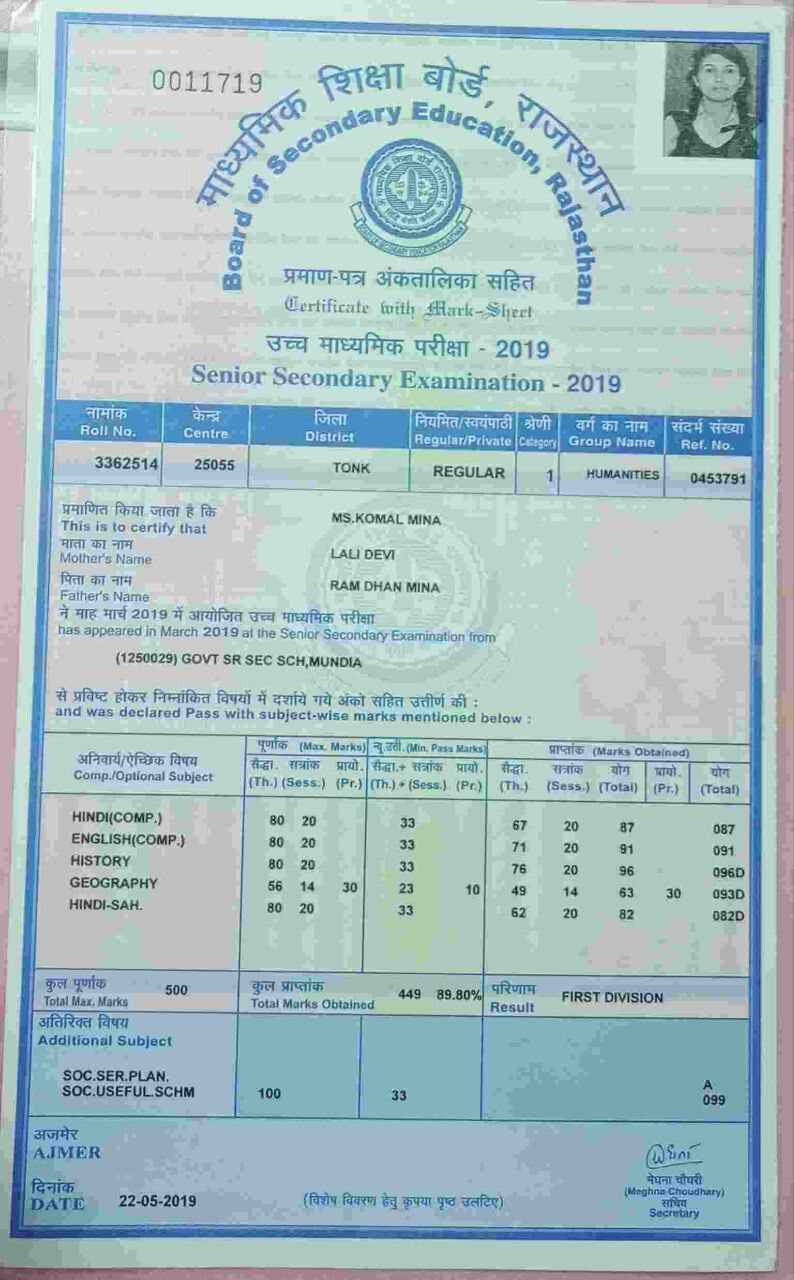 0011719
माध्यमिक शिक्षा बोर्ड, राजस्थान
Board of Secondary Education, Rajasthan
प्रमाण-पत्र अंकतालिका सहित
Certificate with Mark-Sheet
उच्च माध्यमिक परीक्षा - 2019
Senior Secondary Examination - 2019
नामांक केन्द्र जिला नियमित/स्वयंपाठी श्रेणी वर्ग का नाम संदर्भ संख्या
Roll No. Centre District Regular/Private Category Group Name Ref. No.
3362514 25055 TONK REGULAR 1 HUMANITIES 0453791
प्रमाणित किया जाता है कि
This is to certify that MS.KOMAL MINA
माता का नाम
Mother's Name LALI DEVI
पिता का नाम
Father's Name RAM DHAN MINA
ने माह मार्च 2019 में आयोजित उच्च माध्यमिक परीक्षा
has appeared in March 2019 at the Senior Secondary Examination from
(1250029) GOVT SR SEC SCH,MUNDIA
से प्रविष्ट होकर निम्नांकित विषयों में दर्शाये गये अंको सहित उत्तीर्ण की :
and was declared Pass with subject-wise marks mentioned below :
अनिवार्य/ऐच्छिक विषय पूर्णांक (Max. Marks) न्यू.उत्ती. (Min. Pass Marks) प्राप्तांक (Marks Obtained)
Comp./Optional Subject सैद्धा. सत्रांक प्रायो. सैद्धा.+ सत्रांक प्रायो. सैद्धा. सत्रांक योग प्रायो. योग
(Th.) (Sess.) (Pr.) (Th.) + (Sess.) (Pr.) (Th.) (Sess.) (Total) (Pr.) (Total)
HINDI(COMP.) 80 20 33 67 20 87 087
ENGLISH(COMP.) 80 20 33 71 20 91 091
HISTORY 80 20 33 76 20 96 096D
GEOGRAPHY 56 14 30 23 10 49 14 63 30 093D
HINDI-SAH. 80 20 33 62 20 82 082D
कुल पूर्णांक 500 कुल प्राप्तांक 449 89.80% परिणाम FIRST DIVISION
Total Max. Marks Total Marks Obtained Result
अतिरिक्त विषय
Additional Subject
SOC.SER.PLAN. A
SOC.USEFUL.SCHM 100 33 099
अजमेर
AJMER
दिनांक
DATE 22-05-2019 (विशेष विवरण हेतु कृपया पृष्ठ उलटिए)
मेघना चौधरी
(Meghna Choudhary)
सचिव
Secretary